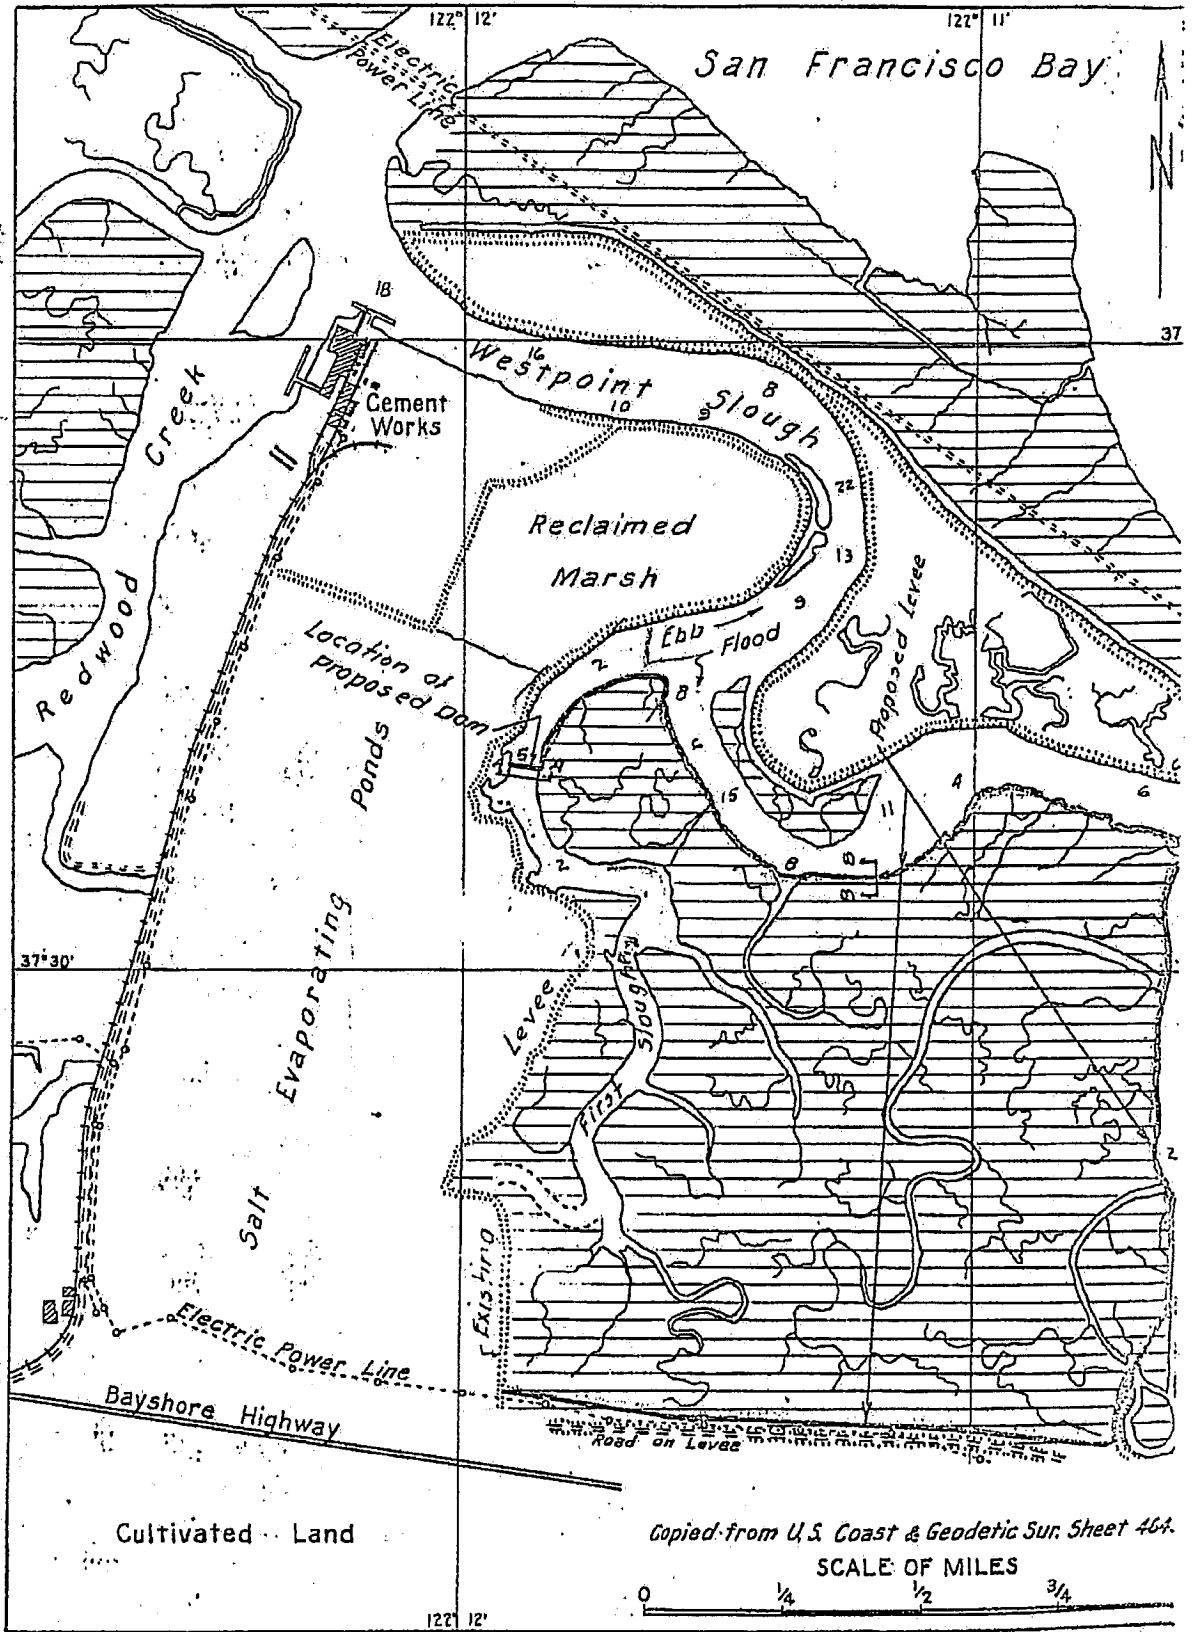 122° 12'
122° 11'
Electric
Power Line
San Francisco Bay
N
18
37
Westpoint
16
10
8
9
Slough
Cement
Works
Creek
22
Reclaimed
Marsh
13
Redwood
9
Ebb
Flood
Location of
proposed Dam
2
8
Proposed Levee
5
Ponds
15
11
4
6
2
8
B
B
37°30'
Evaporating
Levee
Slough
First
2
Salt
Existing
Electric Power Line
Bayshore Highway
Road on Levee
Cultivated Land
Copied from U.S. Coast & Geodetic Sur. Sheet 464.
SCALE OF MILES
0 1/4 1/2 3/4
122° 12'